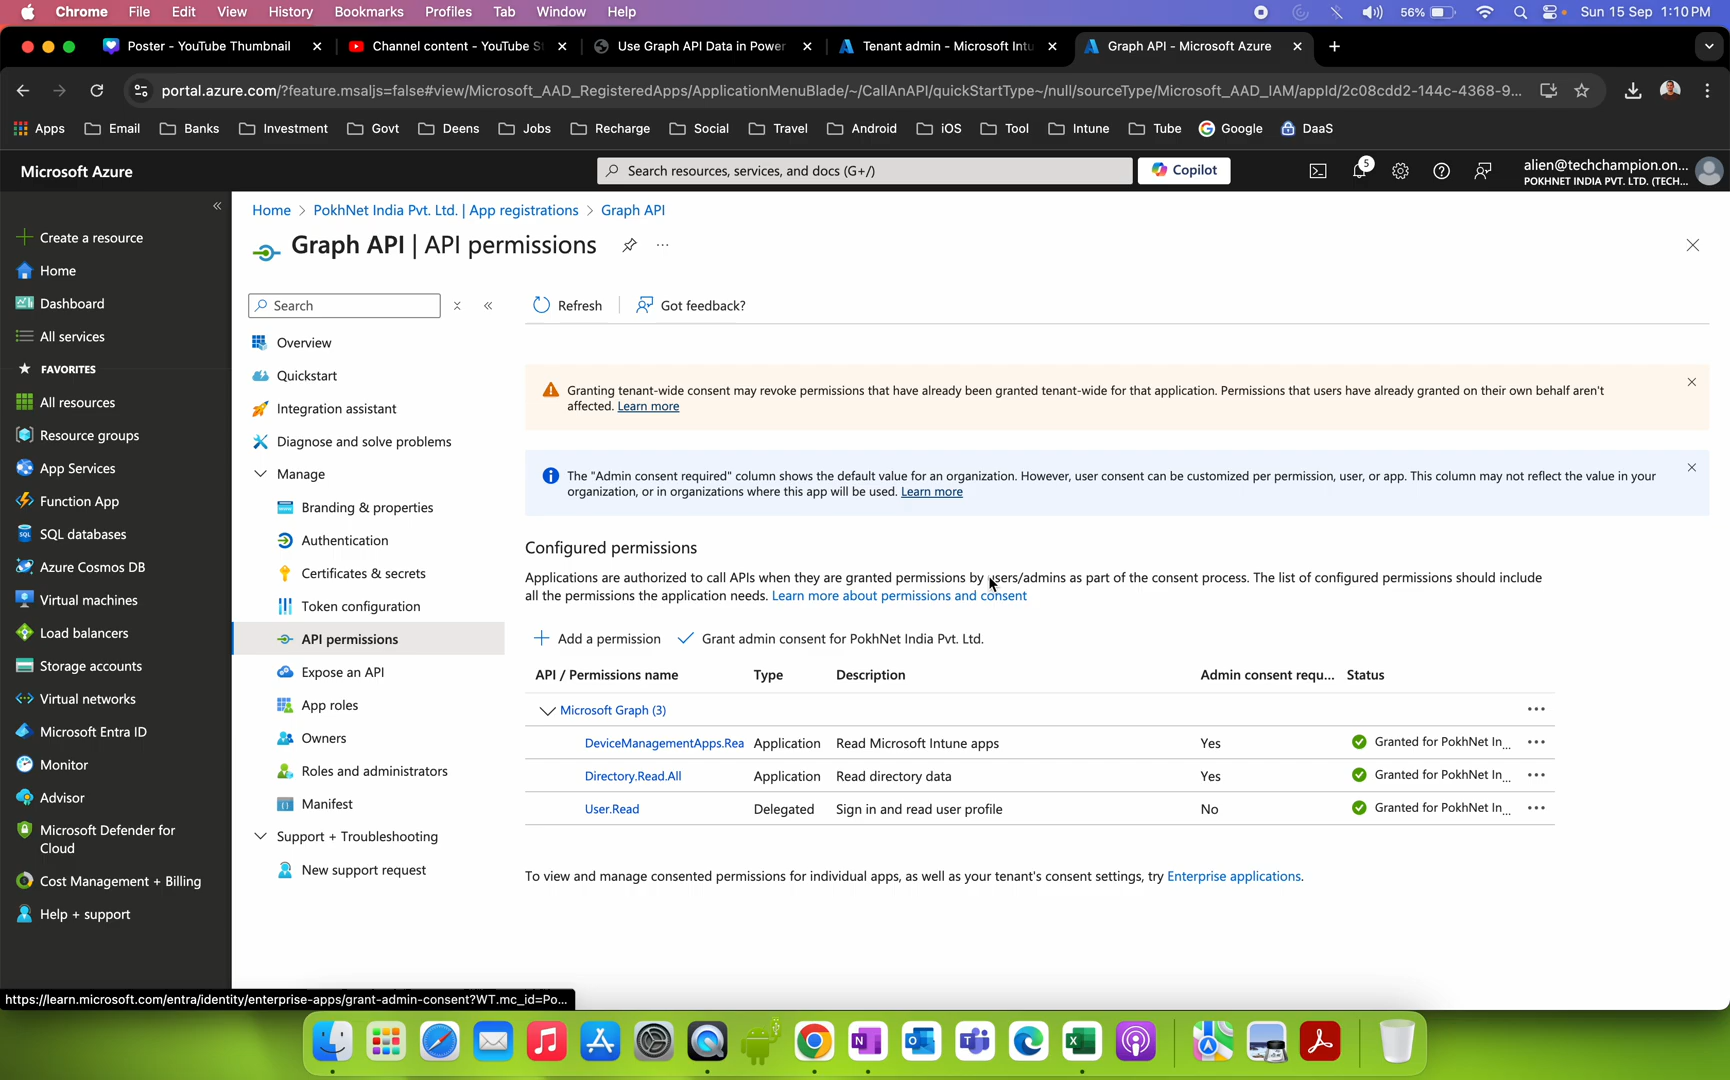 Chrome File Edit View History Bookmarks Profiles Tab Window Help 56% Sun 15 Sep 1:10 PM
Poster - YouTube Thumbnail Channel content - YouTube S Use Graph API Data in Power Tenant admin - Microsoft Intu Graph API - Microsoft Azure
portal.azure.com/?feature.msaljs=false#view/Microsoft_AAD_RegisteredApps/ApplicationMenuBlade/~/CallAnAPI/quickStartType~/null/sourceType/Microsoft_AAD_IAM/appId/2c08cdd2-144c-4368-9...
Apps Email Banks Investment Govt Deens Jobs Recharge Social Travel Android iOS Tool Intune Tube Google DaaS
Microsoft Azure Search resources, services, and docs (G+/) Copilot 5 alien@techchampion.on...
POKHNET INDIA PVT. LTD. (TECH...
Create a resource
Home
Dashboard
All services
FAVORITES
All resources
Resource groups
App Services
Function App
SQL databases
Azure Cosmos DB
Virtual machines
Load balancers
Storage accounts
Virtual networks
Microsoft Entra ID
Monitor
Advisor
Microsoft Defender for
Cloud
Cost Management + Billing
Help + support
Home > PokhNet India Pvt. Ltd. | App registrations > Graph API
Graph API | API permissions
Search
Overview
Quickstart
Integration assistant
Diagnose and solve problems
Manage
Branding & properties
Authentication
Certificates & secrets
Token configuration
API permissions
Expose an API
App roles
Owners
Roles and administrators
Manifest
Support + Troubleshooting
New support request
Refresh Got feedback?
Granting tenant-wide consent may revoke permissions that have already been granted tenant-wide for that application. Permissions that users have already granted on their own behalf aren't
affected. Learn more
The "Admin consent required" column shows the default value for an organization. However, user consent can be customized per permission, user, or app. This column may not reflect the value in your
organization, or in organizations where this app will be used. Learn more
Configured permissions
Applications are authorized to call APIs when they are granted permissions by users/admins as part of the consent process. The list of configured permissions should include
all the permissions the application needs. Learn more about permissions and consent
Add a permission Grant admin consent for PokhNet India Pvt. Ltd.
API / Permissions name Type Description Admin consent requ... Status
Microsoft Graph (3)
DeviceManagementApps.Rea Application Read Microsoft Intune apps Yes Granted for PokhNet In...
Directory.Read.All Application Read directory data Yes Granted for PokhNet In...
User.Read Delegated Sign in and read user profile No Granted for PokhNet In...
To view and manage consented permissions for individual apps, as well as your tenant's consent settings, try Enterprise applications.
https://learn.microsoft.com/entra/identity/enterprise-apps/grant-admin-consent?WT.mc_id=Po...